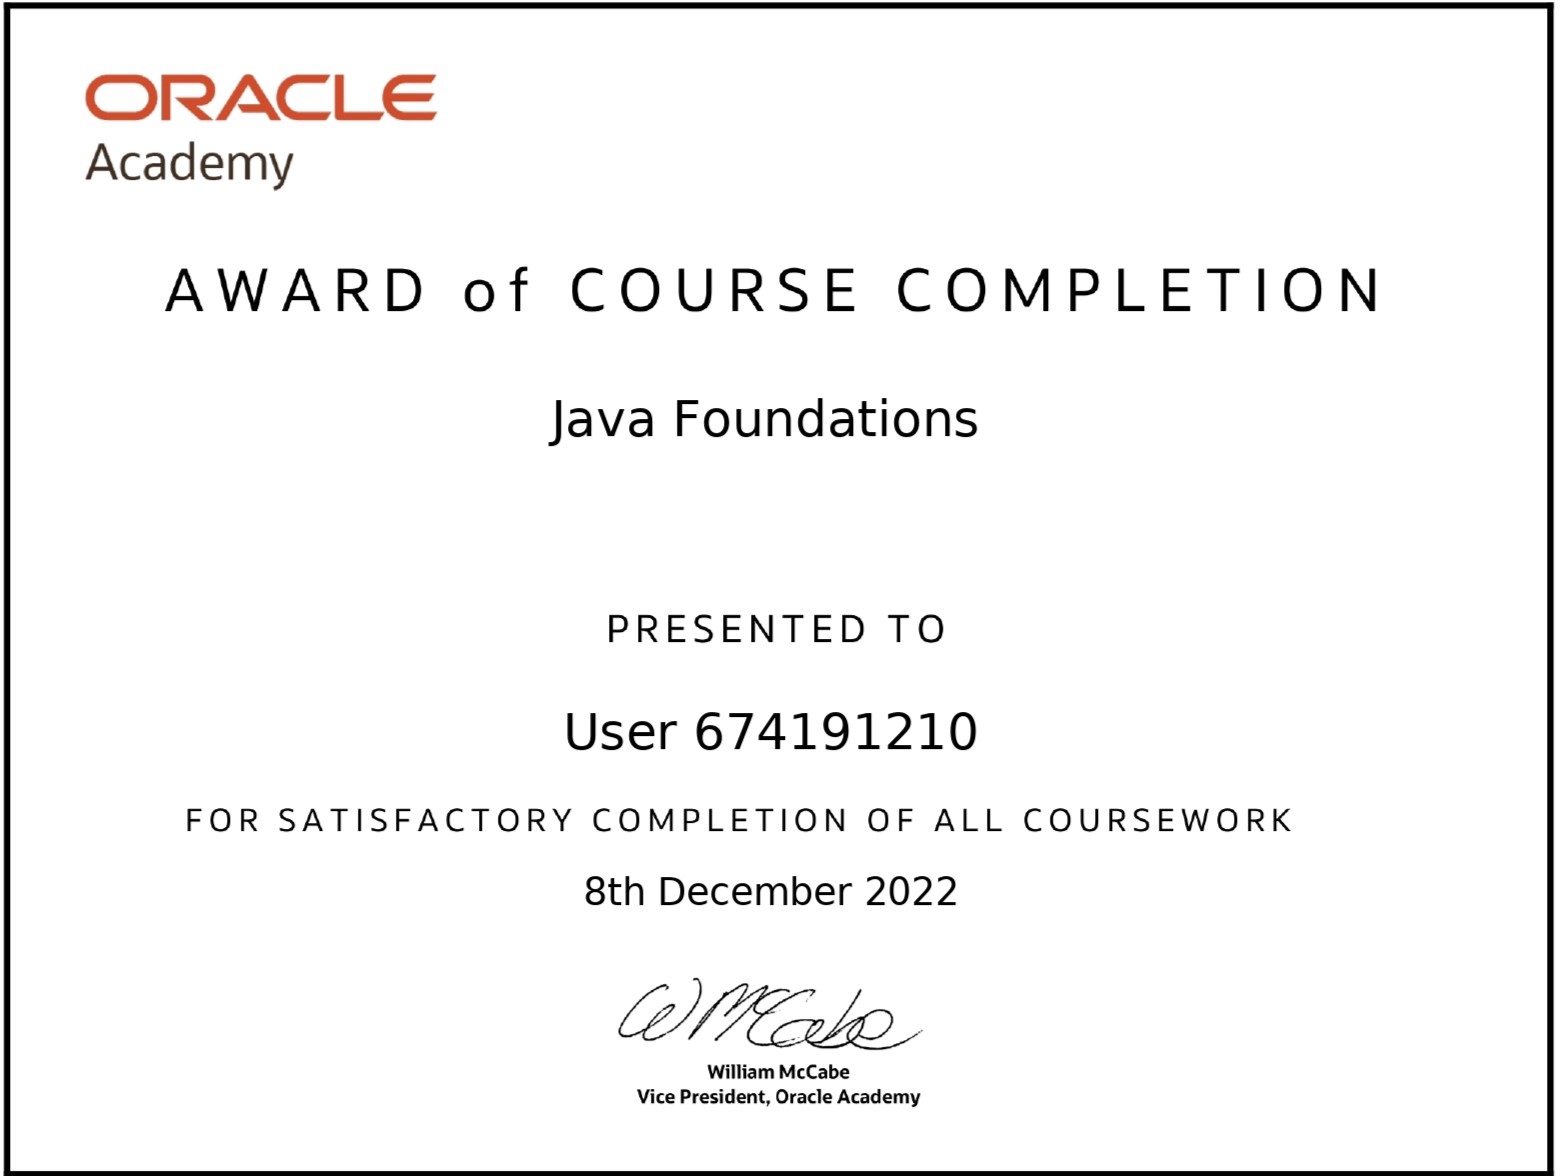 ORACLE
Academy
AWARD of COURSE COMPLETION
Java Foundations
PRESENTED TO
User 674191210
FOR SATISFACTORY COMPLETION OF ALL COURSEWORK
8th December 2022
W McCabe
William McCabe
Vice President, Oracle Academy